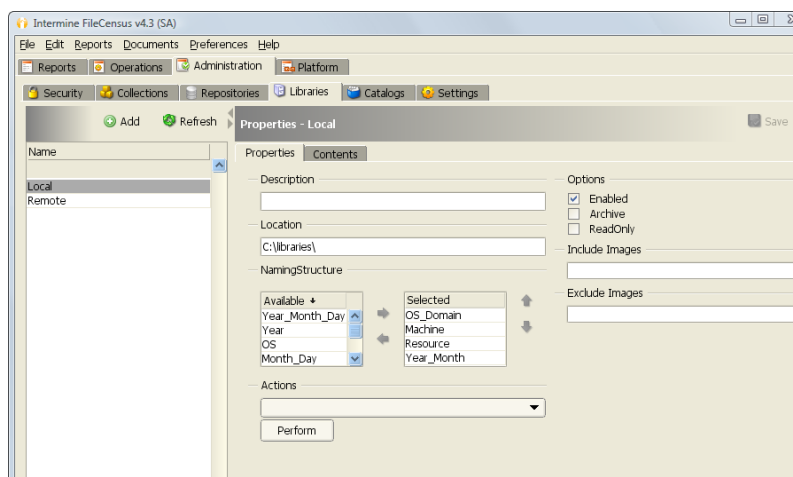 Intermine FileCensus v4.3 (SA)
File Edit Reports Documents Preferences Help
Reports Operations Administration Platform
Security Collections Repositories Libraries Catalogs Settings
Add Refresh Properties - Local Save
Name
Local
Remote
Properties Contents
Description
Location
C:\libraries\
NamingStructure
Available
Year_Month_Day
Year
OS
Month_Day
Selected
OS_Domain
Machine
Resource
Year_Month
Actions
Perform
Options
Enabled
Archive
ReadOnly
Include Images
Exclude Images